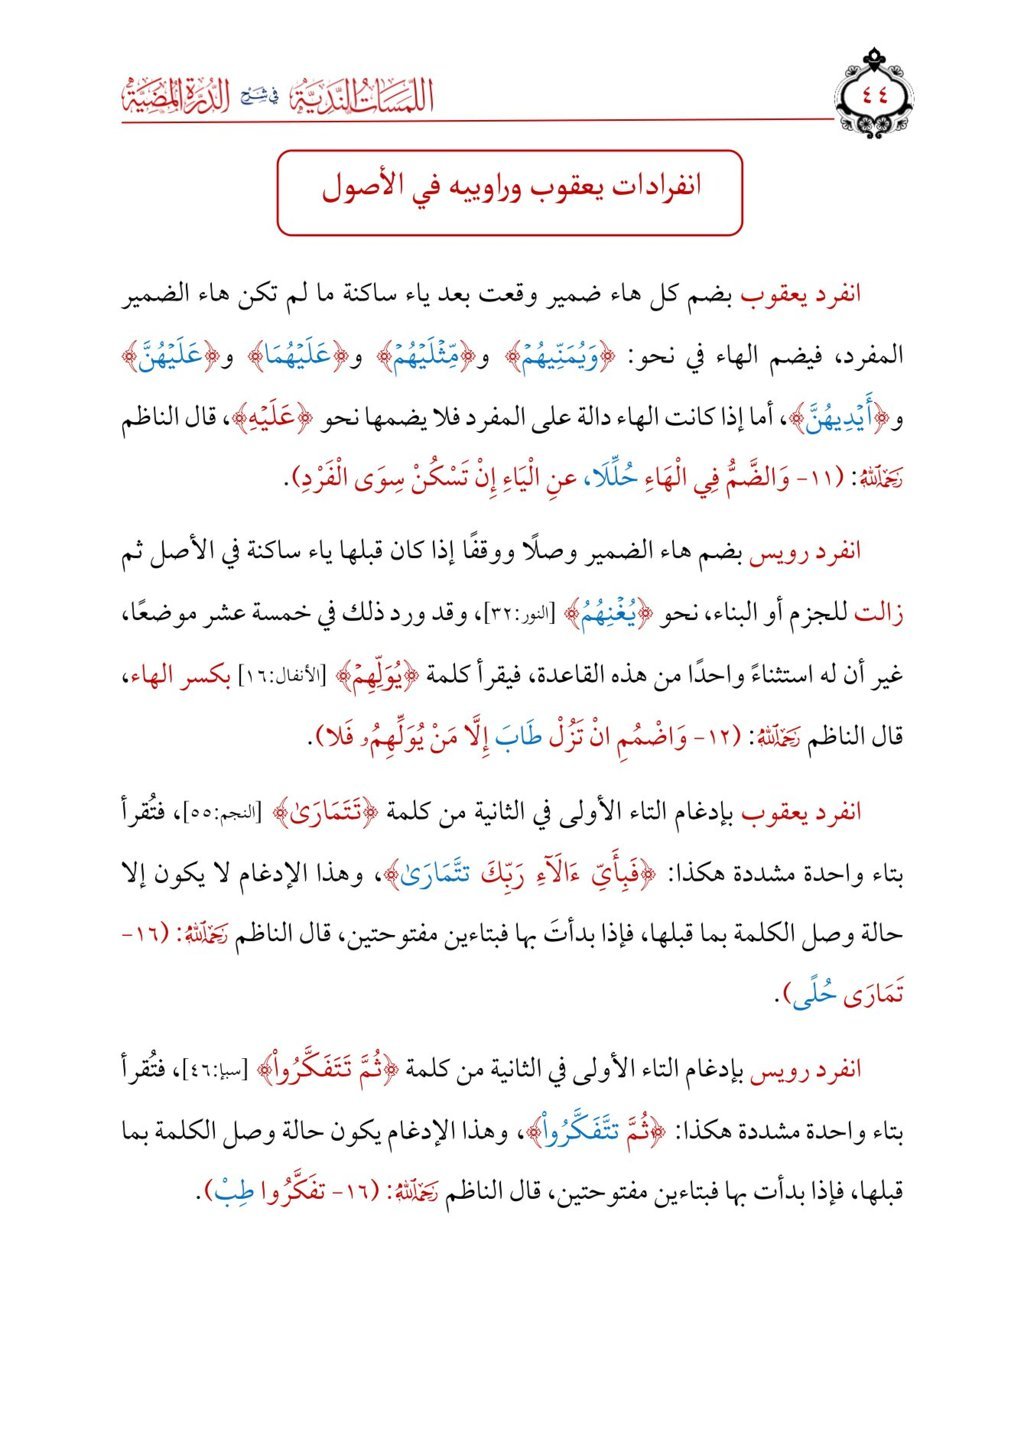 ٤٤
اللمسات الندية في شرح الدرة المضية
انفرادات يعقوب وراوييه في الأصول
انفرد يعقوب بضم كل هاء ضمير وقعت بعد ياء ساكنة ما لم تكن هاء الضمير
المفرد، فيضم الهاء في نحو: ﴿وَيُمَنِّيهُمۡ﴾ و﴿مِّثۡلَيۡهُمۡ﴾ و﴿عَلَيۡهُمَا﴾ و﴿عَلَيۡهُنَّ﴾
و﴿أَيۡدِيهُنَّ﴾، أما إذا كانت الهاء دالة على المفرد فلا يضمها نحو ﴿عَلَيۡهِ﴾، قال الناظم
رَحِمَهُ ٱللَّهُ: (١١- وَالضَّمُّ فِي الْهَاءِ حُلِّلَا، عنِ الْيَاءِ إِنْ تَسْكُنْ سِوَى الْفَرْدِ).
انفرد رويس بضم هاء الضمير وصلًا ووقفًا إذا كان قبلها ياء ساكنة في الأصل ثم
زالت للجزم أو البناء، نحو ﴿يُغۡنِهُمُ﴾ [النور:٣٢]، وقد ورد ذلك في خمسة عشر موضعًا،
غير أن له استثناءً واحدًا من هذه القاعدة، فيقرأ كلمة ﴿يُوَلِّهِمۡ﴾ [الأنفال:١٦] بكسر الهاء،
قال الناظم رَحِمَهُ ٱللَّهُ: (١٢- وَاضْمُمِ انْ تَزُلْ طَابَ إِلَّا مَنْ يُوَلِّهِمُۥ فَلا).
انفرد يعقوب بإدغام التاء الأولى في الثانية من كلمة ﴿تَتَمَارَىٰ﴾ [النجم:٥٥]، فتُقرأ
بتاء واحدة مشددة هكذا: ﴿فَبِأَيِّ ءَالَآءِ رَبِّكَ تتَّمَارَىٰ﴾، وهذا الإدغام لا يكون إلا
حالة وصل الكلمة بما قبلها، فإذا بدأتَ بها فبتاءين مفتوحتين، قال الناظم رَحِمَهُ ٱللَّهُ: (١٦-
تَمَارَى حُلًى).
انفرد رويس بإدغام التاء الأولى في الثانية من كلمة ﴿ثُمَّ تَتَفَكَّرُواْ﴾ [سبإ:٤٦]، فتُقرأ
بتاء واحدة مشددة هكذا: ﴿ثُمَّ تتَّفَكَّرُواْ﴾، وهذا الإدغام يكون حالة وصل الكلمة بما
قبلها، فإذا بدأت بها فبتاءين مفتوحتين، قال الناظم رَحِمَهُ ٱللَّهُ: (١٦- تفَكَّرُوا طِبْ).